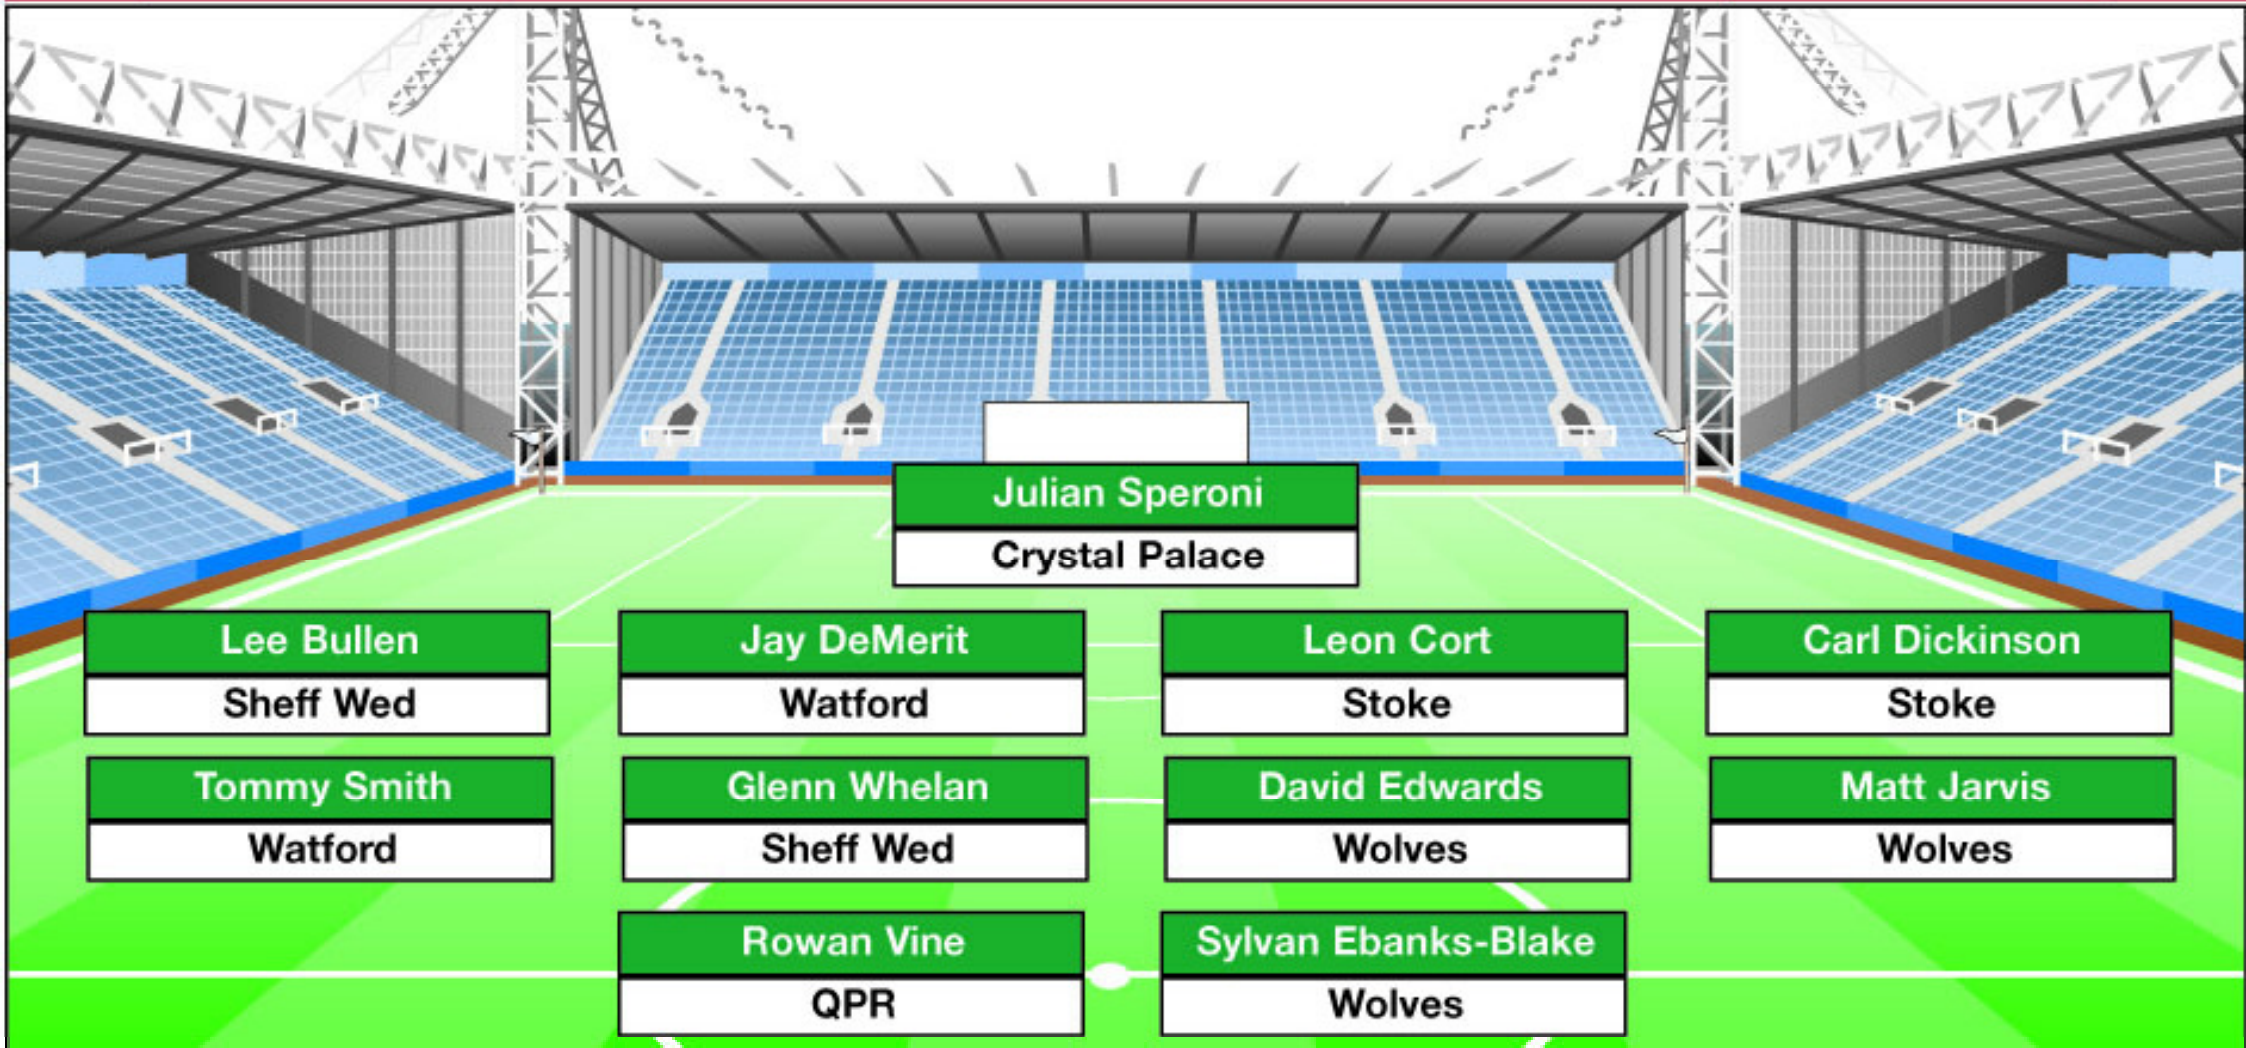 Julian Speroni
Crystal Palace
Lee Bullen
Sheff Wed
Jay DeMerit
Watford
Leon Cort
Stoke
Carl Dickinson
Stoke
Tommy Smith
Watford
Glenn Whelan
Sheff Wed
David Edwards
Wolves
Matt Jarvis
Wolves
Rowan Vine
QPR
Sylvan Ebanks-Blake
Wolves